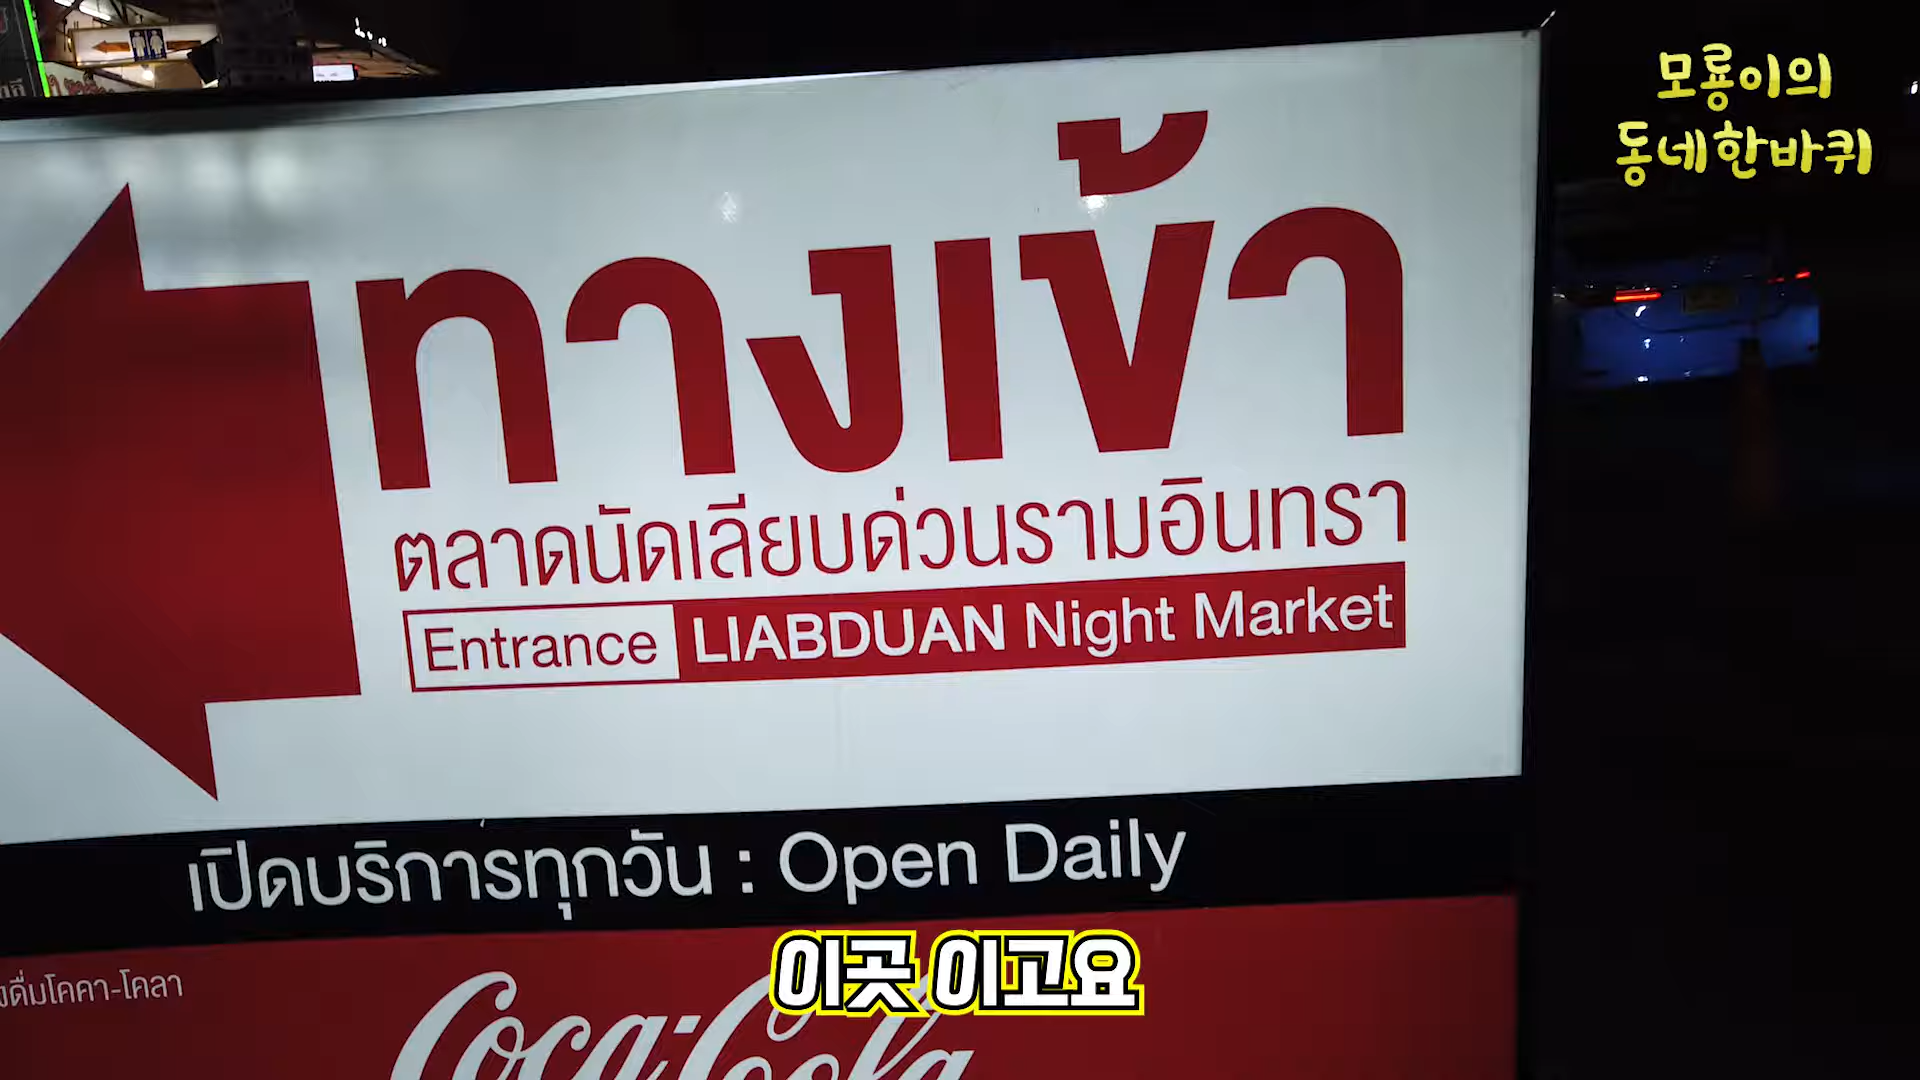 모룡이의
동네한바퀴
ทางเข้า
ตลาดนัดเลียบด่วนรามอินทรา
Entrance LIABDUAN Night Market
เปิดบริการทุกวัน : Open Daily
ดื่มโคคา-โคลา
Coca-Cola
이곳 이고요